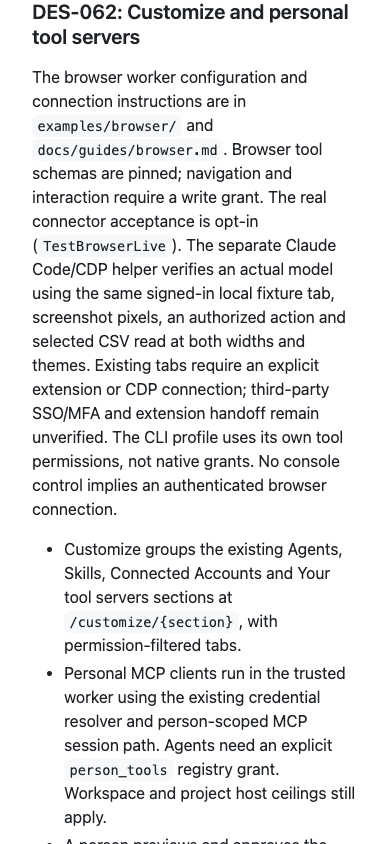 DES-062: Customize and personal
tool servers
The browser worker configuration and
connection instructions are in
examples/browser/ and
docs/guides/browser.md . Browser tool
schemas are pinned; navigation and
interaction require a write grant. The real
connector acceptance is opt-in
( TestBrowserLive ). The separate Claude
Code/CDP helper verifies an actual model
using the same signed-in local fixture tab,
screenshot pixels, an authorized action and
selected CSV read at both widths and
themes. Existing tabs require an explicit
extension or CDP connection; third-party
SSO/MFA and extension handoff remain
unverified. The CLI profile uses its own tool
permissions, not native grants. No console
control implies an authenticated browser
connection.
• Customize groups the existing Agents,
Skills, Connected Accounts and Your
tool servers sections at
/customize/{section} , with
permission-filtered tabs.
• Personal MCP clients run in the trusted
worker using the existing credential
resolver and person-scoped MCP
session path. Agents need an explicit
person_tools registry grant.
Workspace and project host ceilings still
apply.
• A person previews and approves the